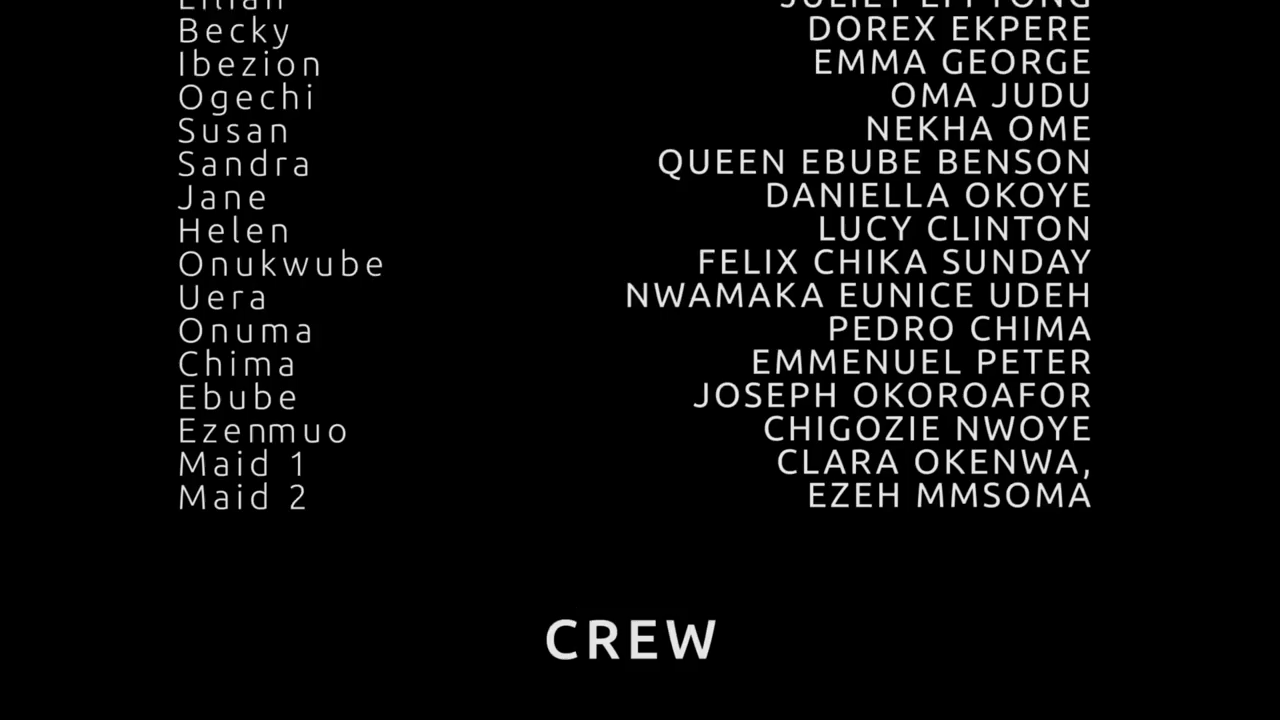 Becky DOREX EKPERE
Ibezion EMMA GEORGE
Ogechi OMA JUDU
Susan NEKHA OME
Sandra QUEEN EBUBE BENSON
Jane DANIELLA OKOYE
Helen LUCY CLINTON
Onukwube FELIX CHIKA SUNDAY
Uera NWAMAKA EUNICE UDEH
Onuma PEDRO CHIMA
Chima EMMENUEL PETER
Ebube JOSEPH OKOROAFOR
Ezenmuo CHIGOZIE NWOYE
Maid 1 CLARA OKENWA,
Maid 2 EZEH MMSOMA
CREW